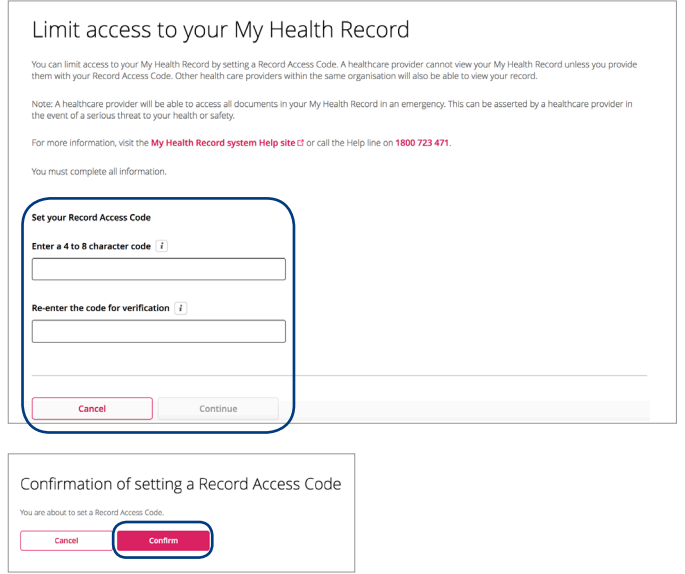 Limit access to your My Health Record
You can limit access to your My Health Record by setting a Record Access Code. A healthcare provider cannot view your My Health Record unless you provide
them with your Record Access Code. Other health care providers within the same organisation will also be able to view your record.
Note: A healthcare provider will be able to access all documents in your My Health Record in an emergency. This can be asserted by a healthcare provider in
the event of a serious threat to your health or safety.
For more information, visit the My Health Record system Help site or call the Help line on 1800 723 471.
You must complete all information.
Set your Record Access Code
Enter a 4 to 8 character code i
Re-enter the code for verification i
Cancel Continue
Confirmation of setting a Record Access Code
You are about to set a Record Access Code.
Cancel Confirm